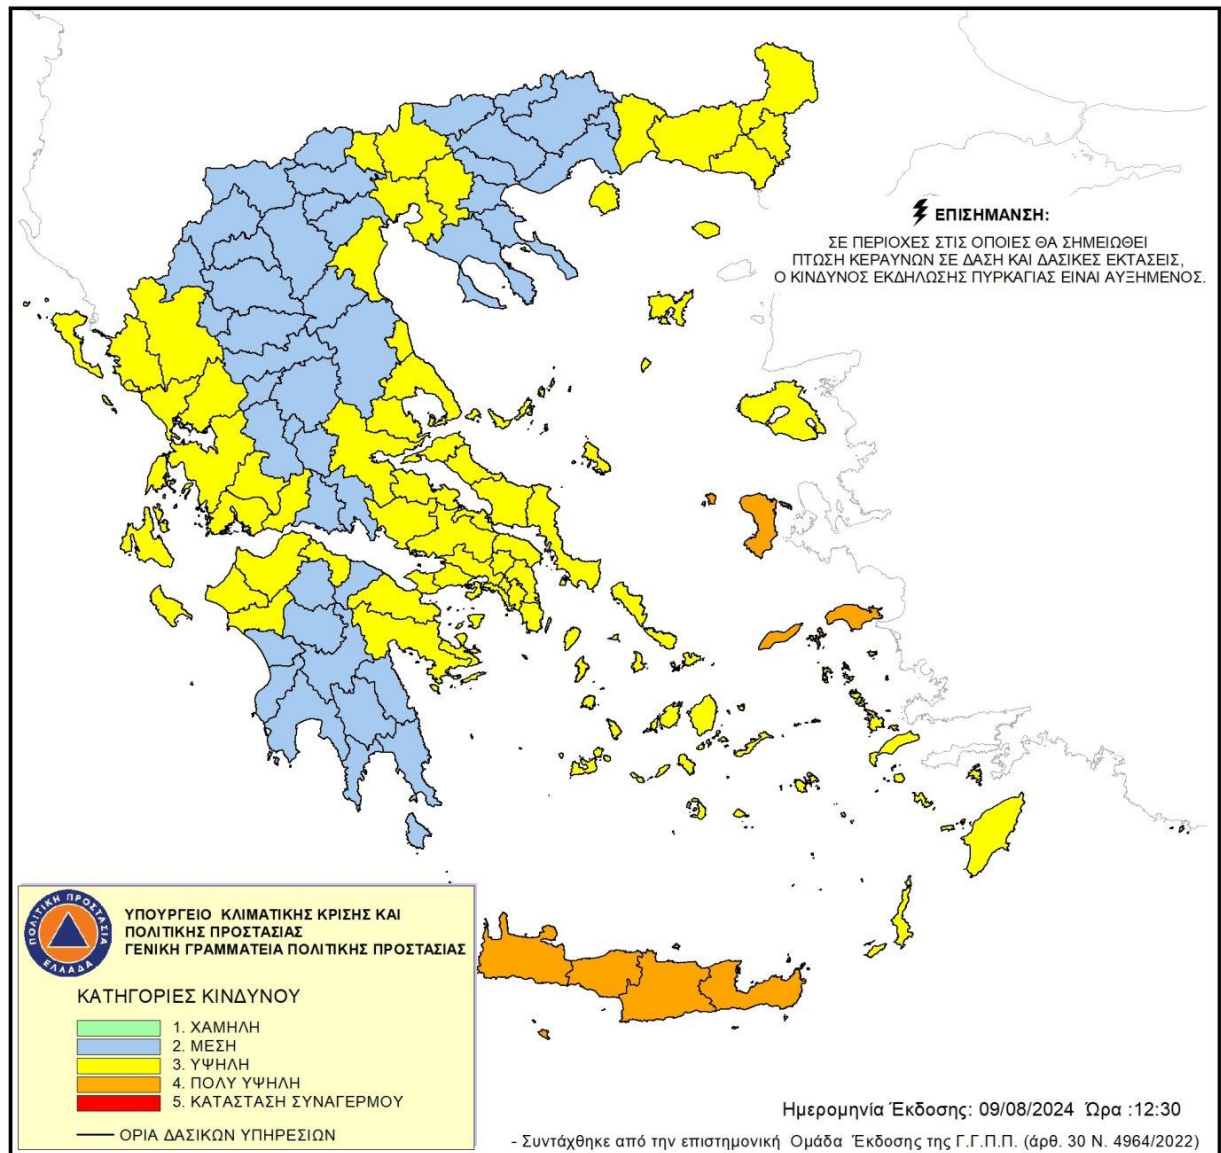 ΕΠΙΣΗΜΑΝΣΗ:
ΣΕ ΠΕΡΙΟΧΕΣ ΣΤΙΣ ΟΠΟΙΕΣ ΘΑ ΣΗΜΕΙΩΘΕΙ
ΠΤΩΣΗ ΚΕΡΑΥΝΩΝ ΣΕ ΔΑΣΗ ΚΑΙ ΔΑΣΙΚΕΣ ΕΚΤΑΣΕΙΣ,
Ο ΚΙΝΔΥΝΟΣ ΕΚΔΗΛΩΣΗΣ ΠΥΡΚΑΓΙΑΣ ΕΙΝΑΙ ΑΥΞΗΜΕΝΟΣ.
ΠΟΛΙΤΙΚΗ ΠΡΟΣΤΑΣΙΑ
ΕΛΛΑΔΑ
ΥΠΟΥΡΓΕΙΟ ΚΛΙΜΑΤΙΚΗΣ ΚΡΙΣΗΣ ΚΑΙ
ΠΟΛΙΤΙΚΗΣ ΠΡΟΣΤΑΣΙΑΣ
ΓΕΝΙΚΗ ΓΡΑΜΜΑΤΕΙΑ ΠΟΛΙΤΙΚΗΣ ΠΡΟΣΤΑΣΙΑΣ
ΚΑΤΗΓΟΡΙΕΣ ΚΙΝΔΥΝΟΥ
1. ΧΑΜΗΛΗ
2. ΜΕΣΗ
3. ΥΨΗΛΗ
4. ΠΟΛΥ ΥΨΗΛΗ
5. ΚΑΤΑΣΤΑΣΗ ΣΥΝΑΓΕΡΜΟΥ
ΟΡΙΑ ΔΑΣΙΚΩΝ ΥΠΗΡΕΣΙΩΝ
Ημερομηνία Έκδοσης: 09/08/2024 Ώρα :12:30
- Συντάχθηκε από την επιστημονική Ομάδα Έκδοσης της Γ.Γ.Π.Π. (άρθ. 30 Ν. 4964/2022)